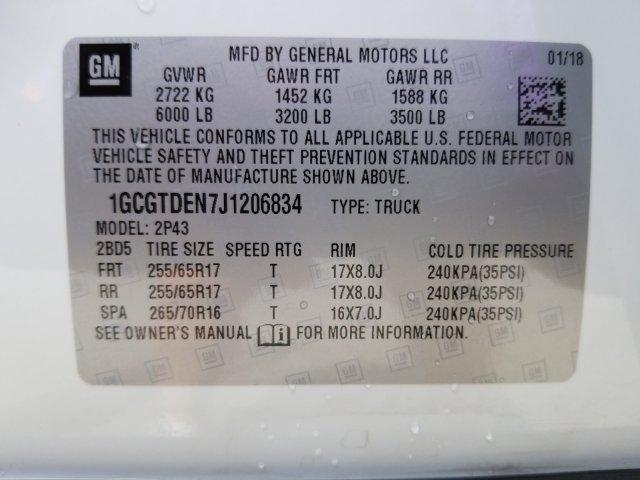 GM
MFD BY GENERAL MOTORS LLC 01/18
GVWR GAWR FRT GAWR RR
2722 KG 1452 KG 1588 KG
6000 LB 3200 LB 3500 LB
THIS VEHICLE CONFORMS TO ALL APPLICABLE U.S. FEDERAL MOTOR
VEHICLE SAFETY AND THEFT PREVENTION STANDARDS IN EFFECT ON
THE DATE OF MANUFACTURE SHOWN ABOVE.
1GCGTDEN7J1206834 TYPE: TRUCK
MODEL: 2P43
2BD5 TIRE SIZE SPEED RTG RIM COLD TIRE PRESSURE
FRT 255/65R17 T 17X8.0J 240KPA(35PSI)
RR 255/65R17 T 17X8.0J 240KPA(35PSI)
SPA 265/70R16 T 16X7.0J 240KPA(35PSI)
SEE OWNER'S MANUAL i FOR MORE INFORMATION.